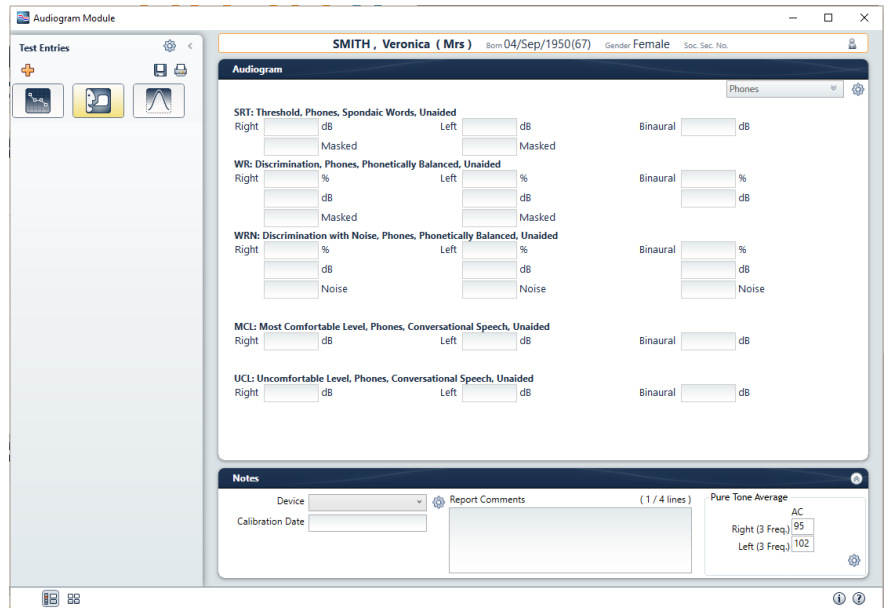 Audiogram Module
Test Entries
SMITH , Veronica ( Mrs ) Born 04/Sep/1950(67) Gender Female Soc. Sec. No.
Audiogram
Phones
SRT: Threshold, Phones, Spondaic Words, Unaided
Right dB Left dB Binaural dB
Masked Masked
WR: Discrimination, Phones, Phonetically Balanced, Unaided
Right % Left % Binaural %
dB dB dB
Masked Masked
WRN: Discrimination with Noise, Phones, Phonetically Balanced, Unaided
Right % Left % Binaural %
dB dB dB
Noise Noise Noise
MCL: Most Comfortable Level, Phones, Conversational Speech, Unaided
Right dB Left dB Binaural dB
UCL: Uncomfortable Level, Phones, Conversational Speech, Unaided
Right dB Left dB Binaural dB
Notes
Device Report Comments ( 1 / 4 lines ) Pure Tone Average
Calibration Date AC
Right (3 Freq.) 95
Left (3 Freq.) 102